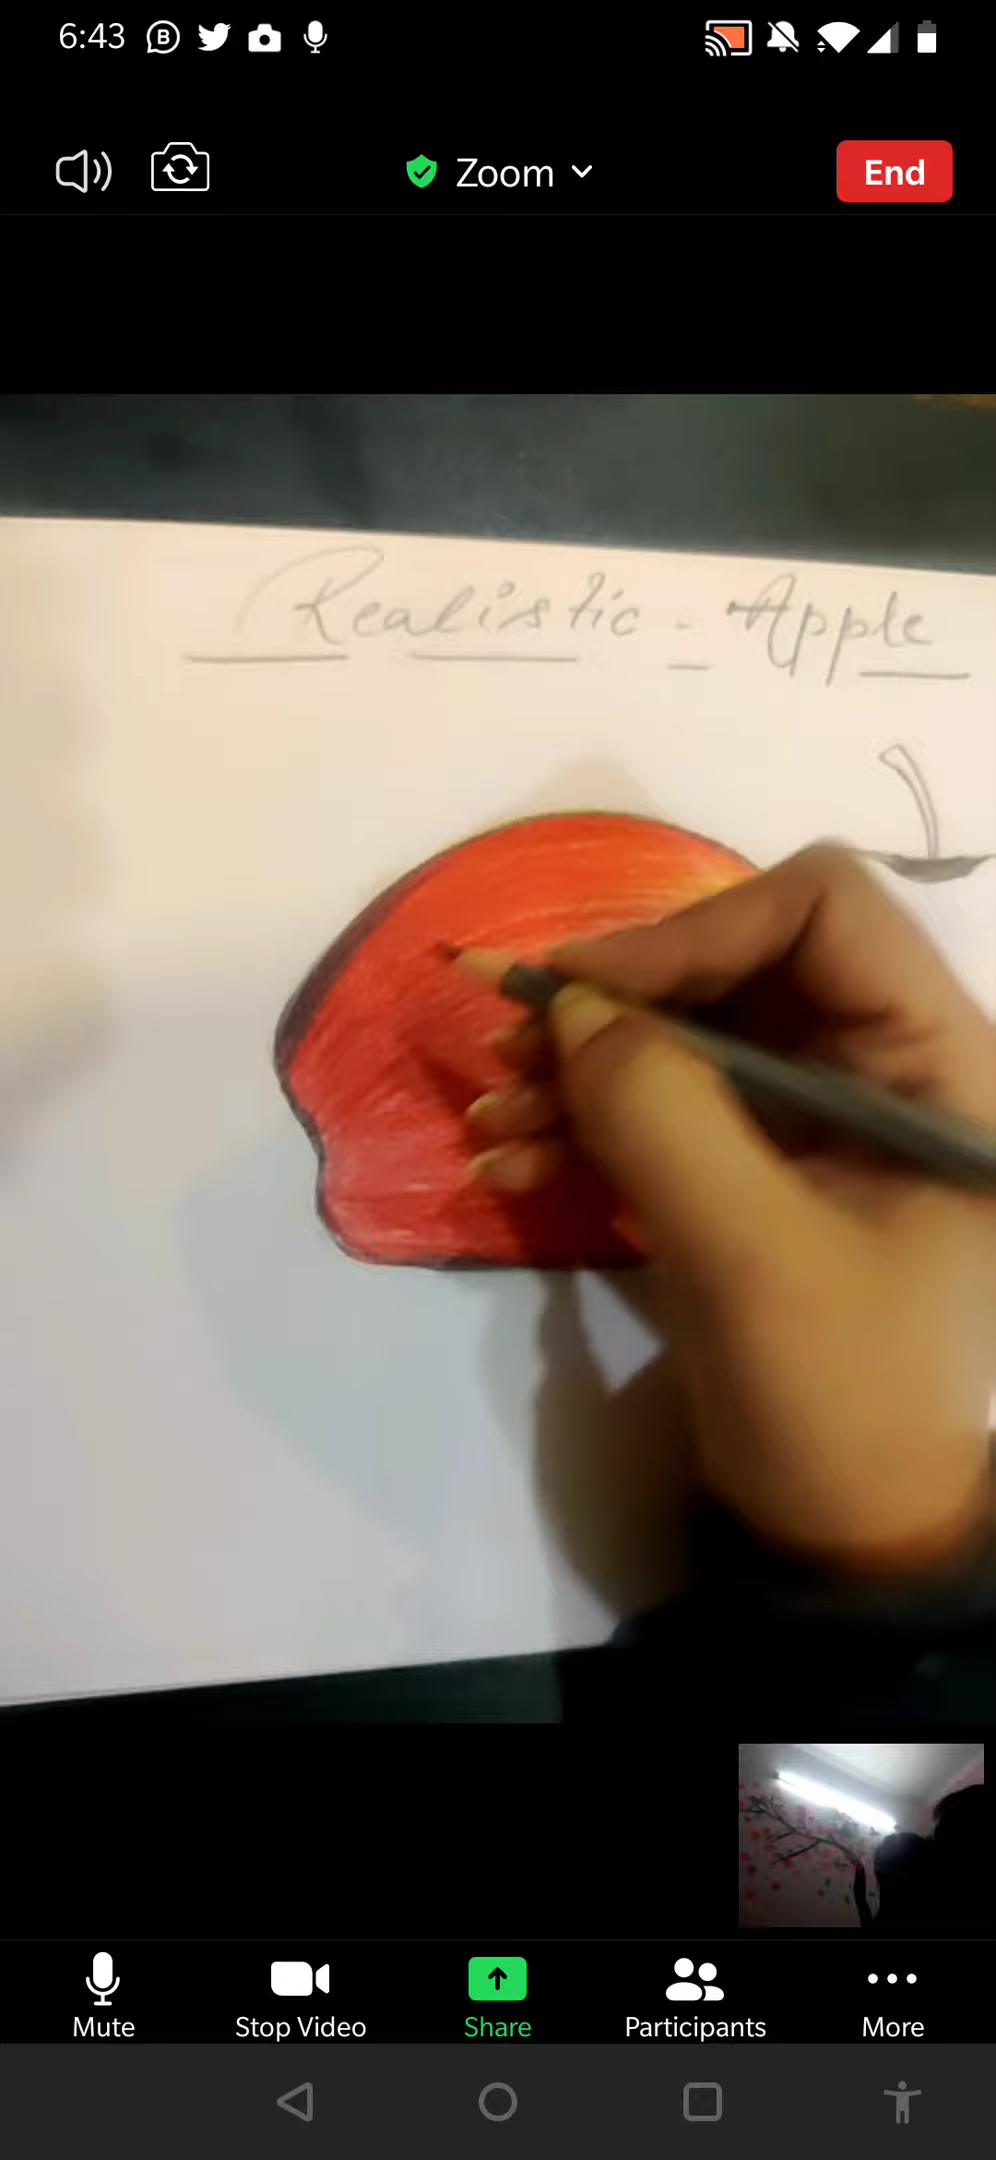 6:43
Zoom
End
Realistic - Apple
Mute Stop Video Share Participants More